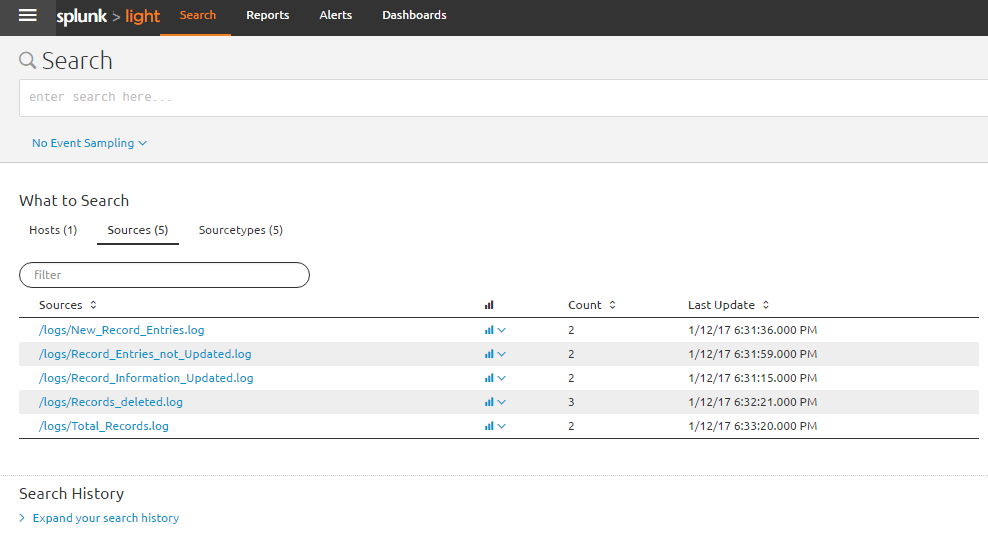 splunk > light Search Reports Alerts Dashboards
Search
enter search here...
No Event Sampling
What to Search
Hosts (1) Sources (5) Sourcetypes (5)
filter
Sources Count Last Update
/logs/New_Record_Entries.log 2 1/12/17 6:31:36.000 PM
/logs/Record_Entries_not_Updated.log 2 1/12/17 6:31:59.000 PM
/logs/Record_Information_Updated.log 2 1/12/17 6:31:15.000 PM
/logs/Records_deleted.log 3 1/12/17 6:32:21.000 PM
/logs/Total_Records.log 2 1/12/17 6:33:20.000 PM
Search History
Expand your search history